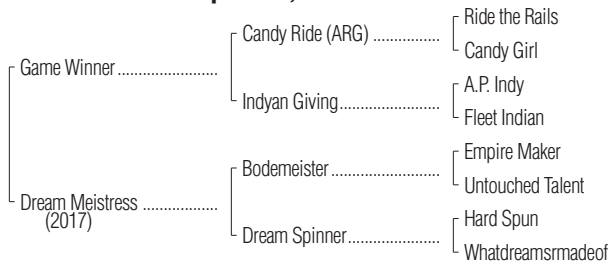 Ride the Rails
Candy Ride (ARG) ................
Candy Girl
Game Winner ........................
A.P. Indy
Indyan Giving ........................
Fleet Indian
Empire Maker
Bodemeister ..........................
Untouched Talent
Dream Meistress ..................
(2017)
Hard Spun
Dream Spinner ......................
Whatdreamsrmadeof